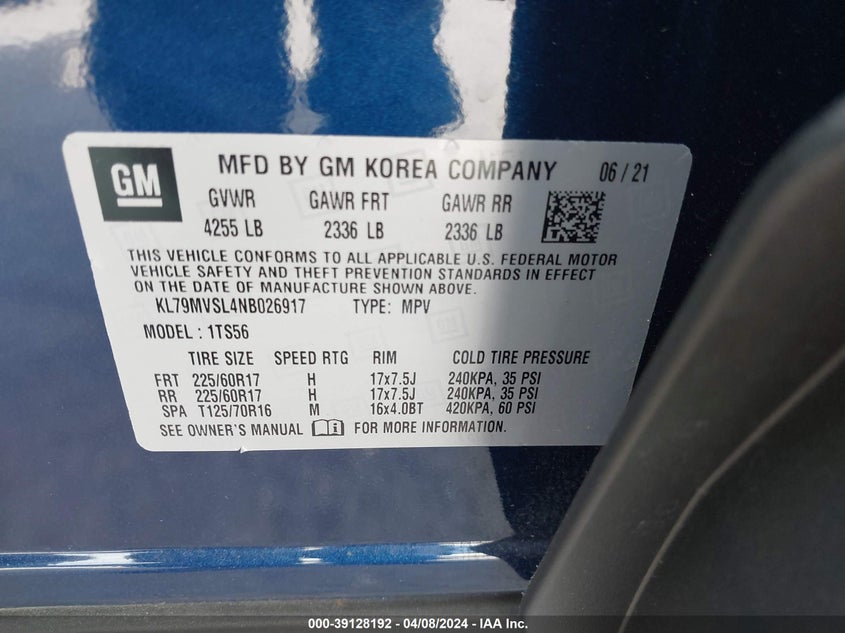 GM MFD BY GM KOREA COMPANY 06 / 21
GVWR GAWR FRT GAWR RR
4255 LB 2336 LB 2336 LB
THIS VEHICLE CONFORMS TO ALL APPLICABLE U.S. FEDERAL MOTOR
VEHICLE SAFETY AND THEFT PREVENTION STANDARDS IN EFFECT
ON THE DATE OF MANUFACTURE SHOWN ABOVE.
KL79MVSL4NB026917 TYPE: MPV
MODEL : 1TS56
TIRE SIZE SPEED RTG RIM COLD TIRE PRESSURE
FRT 225/60R17 H 17x7.5J 240KPA, 35 PSI
RR 225/60R17 H 17x7.5J 240KPA, 35 PSI
SPA T125/70R16 M 16x4.0BT 420KPA, 60 PSI
SEE OWNER'S MANUAL FOR MORE INFORMATION.
000-39128192 - 04/08/2024 - IAA Inc.